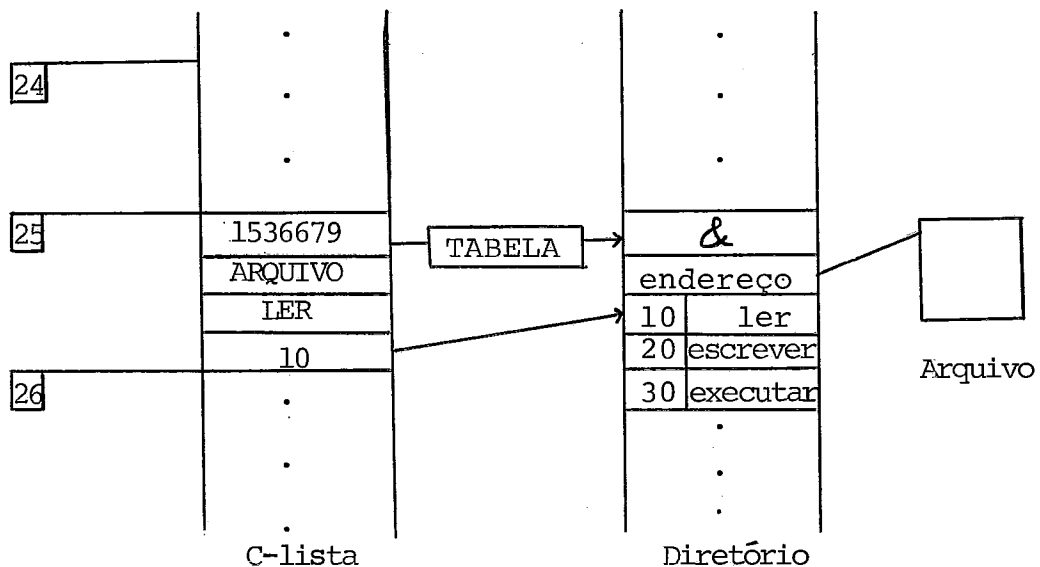 24
25
26
1536679
ARQUIVO
LER
10
C-lista
TABELA
&
endereço
10 ler
20 escrever
30 executar
Diretório
Arquivo